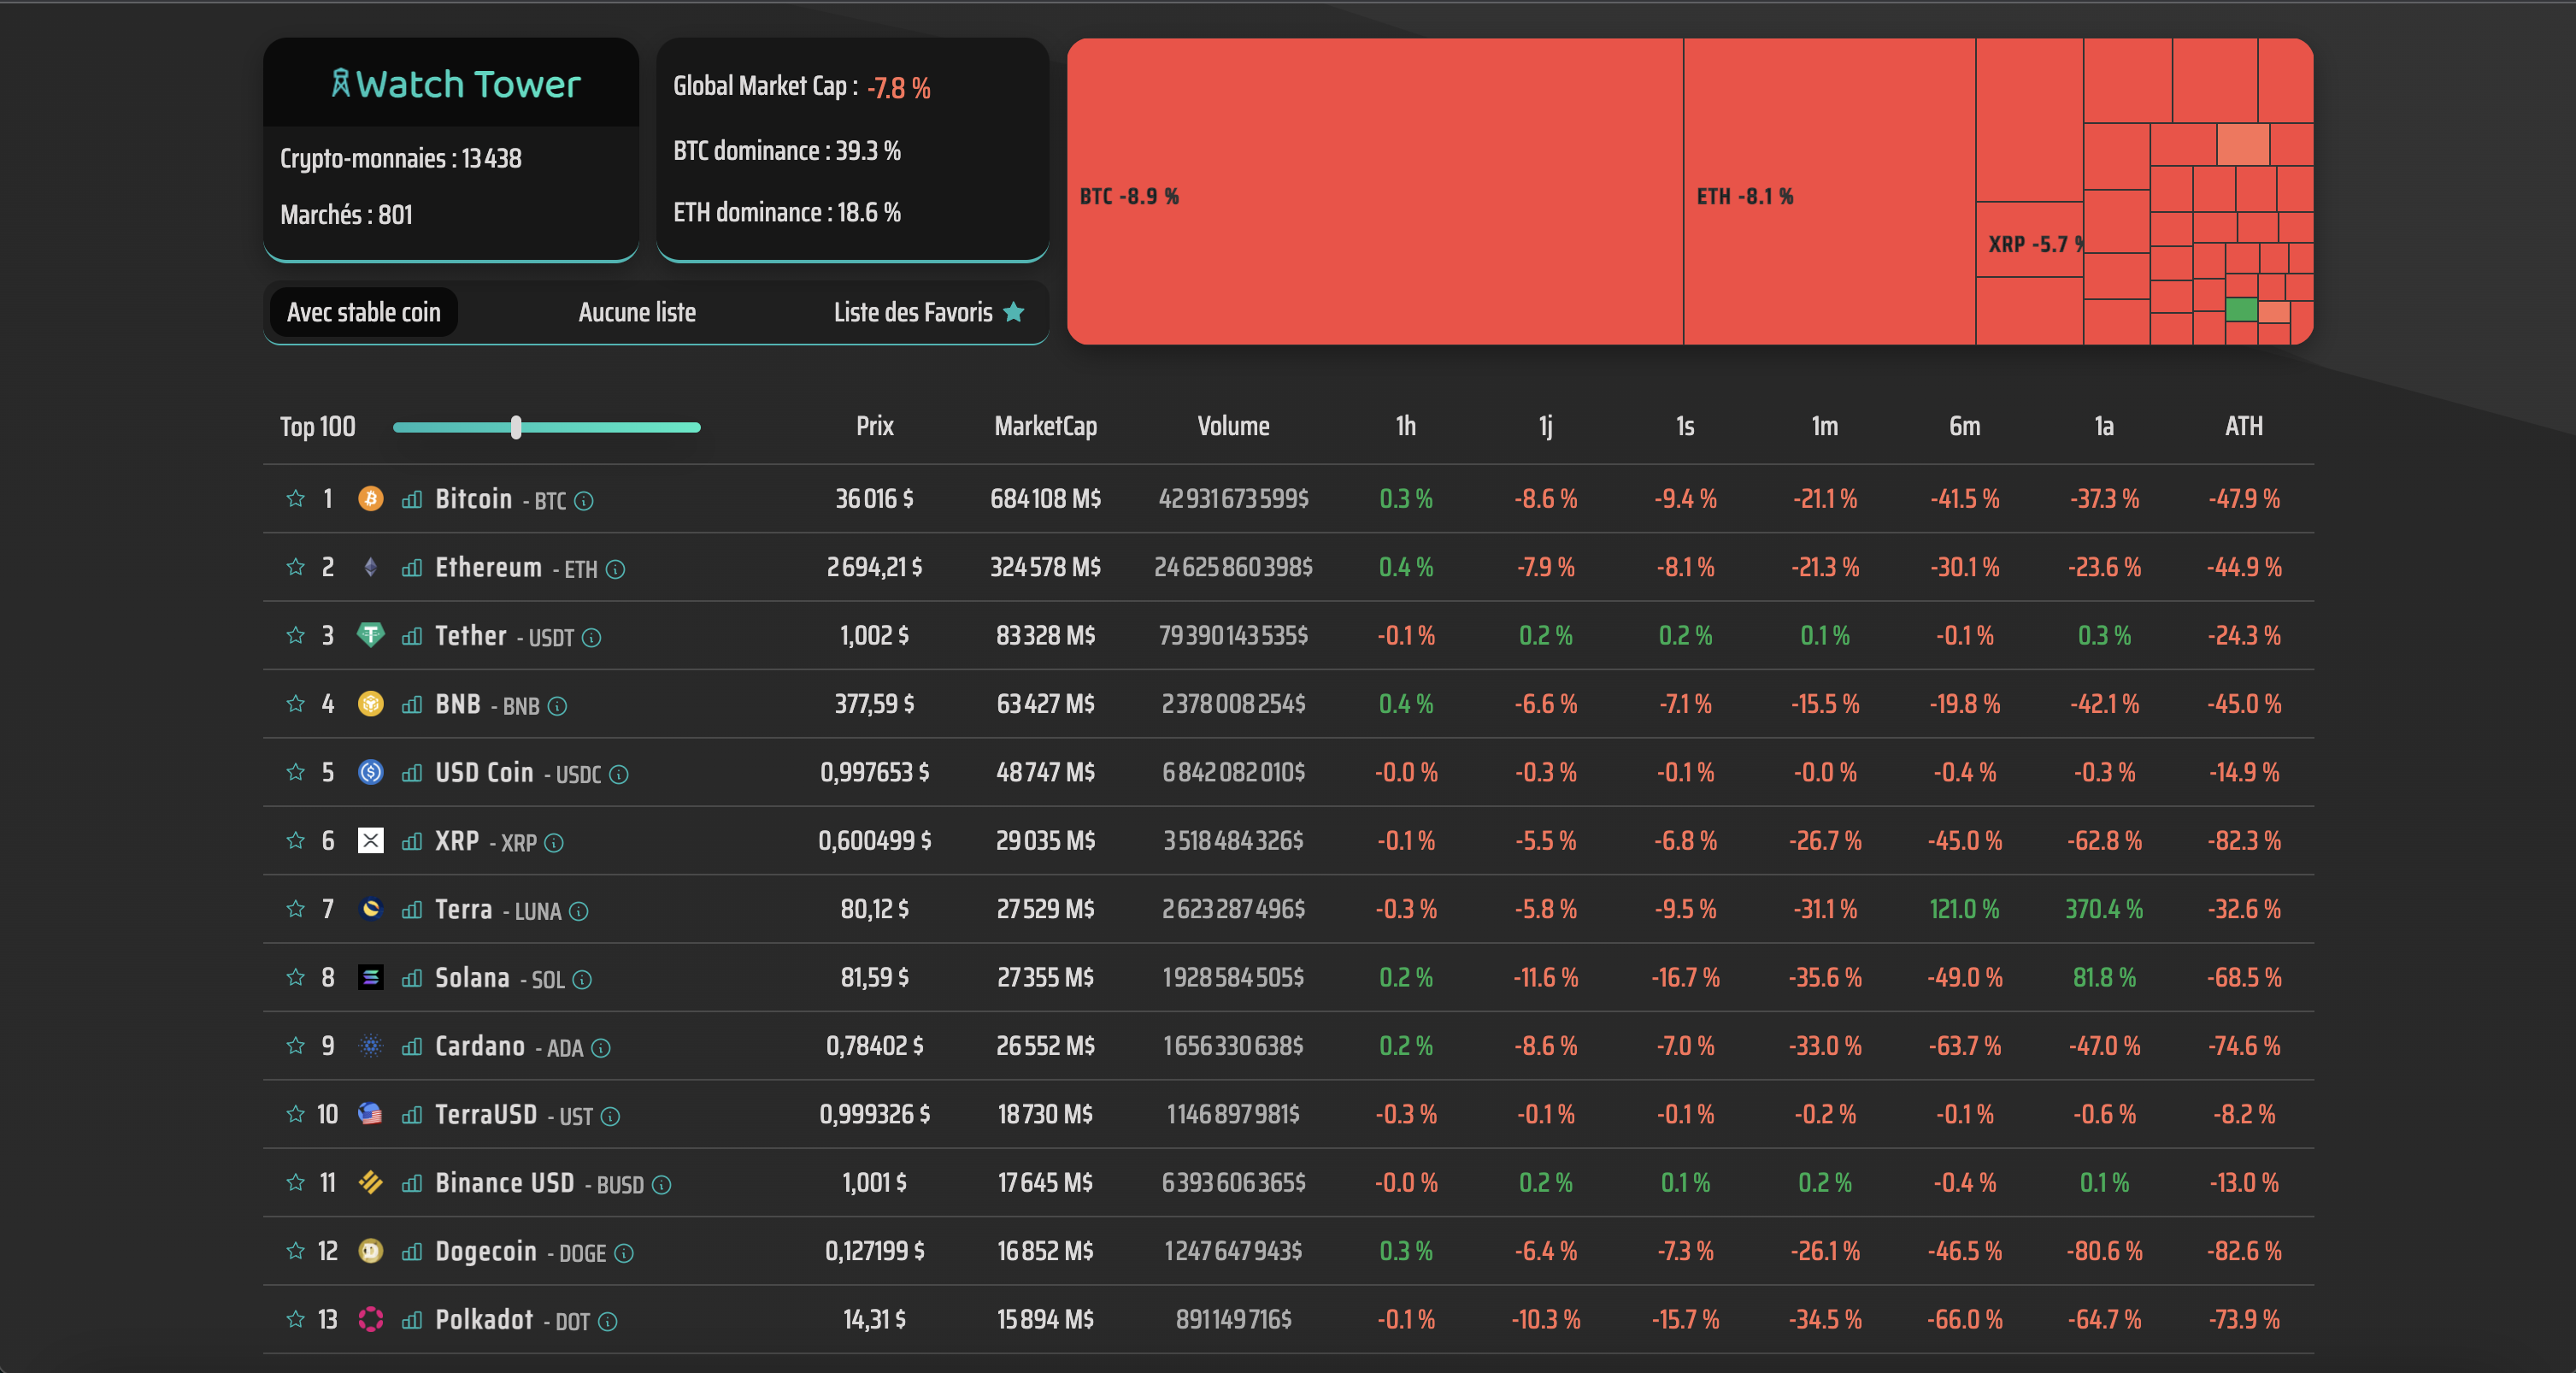 Watch Tower
Crypto-monnaies : 13 438
Marchés : 801
Global Market Cap : -7.8 %
BTC dominance : 39.3 %
ETH dominance : 18.6 %
Avec stable coin Aucune liste Liste des Favoris
BTC -8.9 %
ETH -8.1 %
XRP -5.7 %
Top 100 Prix MarketCap Volume 1h 1j 1s 1m 6m 1a ATH
1 Bitcoin - BTC 36 016 $ 684 108 M$ 42 931 673 599$ 0.3 % -8.6 % -9.4 % -21.1 % -41.5 % -37.3 % -47.9 %
2 Ethereum - ETH 2 694,21 $ 324 578 M$ 24 625 860 398$ 0.4 % -7.9 % -8.1 % -21.3 % -30.1 % -23.6 % -44.9 %
3 Tether - USDT 1,002 $ 83 328 M$ 79 390 143 535$ -0.1 % 0.2 % 0.2 % 0.1 % -0.1 % 0.3 % -24.3 %
4 BNB - BNB 377,59 $ 63 427 M$ 2 378 008 254$ 0.4 % -6.6 % -7.1 % -15.5 % -19.8 % -42.1 % -45.0 %
5 USD Coin - USDC 0,997653 $ 48 747 M$ 6 842 082 010$ -0.0 % -0.3 % -0.1 % -0.0 % -0.4 % -0.3 % -14.9 %
6 XRP - XRP 0,600499 $ 29 035 M$ 3 518 484 326$ -0.1 % -5.5 % -6.8 % -26.7 % -45.0 % -62.8 % -82.3 %
7 Terra - LUNA 80,12 $ 27 529 M$ 2 623 287 496$ -0.3 % -5.8 % -9.5 % -31.1 % 121.0 % 370.4 % -32.6 %
8 Solana - SOL 81,59 $ 27 355 M$ 1 928 584 505$ 0.2 % -11.6 % -16.7 % -35.6 % -49.0 % 81.8 % -68.5 %
9 Cardano - ADA 0,78402 $ 26 552 M$ 1 656 330 638$ 0.2 % -8.6 % -7.0 % -33.0 % -63.7 % -47.0 % -74.6 %
10 TerraUSD - UST 0,999326 $ 18 730 M$ 1 146 897 981$ -0.3 % -0.1 % -0.1 % -0.2 % -0.1 % -0.6 % -8.2 %
11 Binance USD - BUSD 1,001 $ 17 645 M$ 6 393 606 365$ -0.0 % 0.2 % 0.1 % 0.2 % -0.4 % 0.1 % -13.0 %
12 Dogecoin - DOGE 0,127199 $ 16 852 M$ 1 247 647 943$ 0.3 % -6.4 % -7.3 % -26.1 % -46.5 % -80.6 % -82.6 %
13 Polkadot - DOT 14,31 $ 15 894 M$ 891 149 716$ -0.1 % -10.3 % -15.7 % -34.5 % -66.0 % -64.7 % -73.9 %